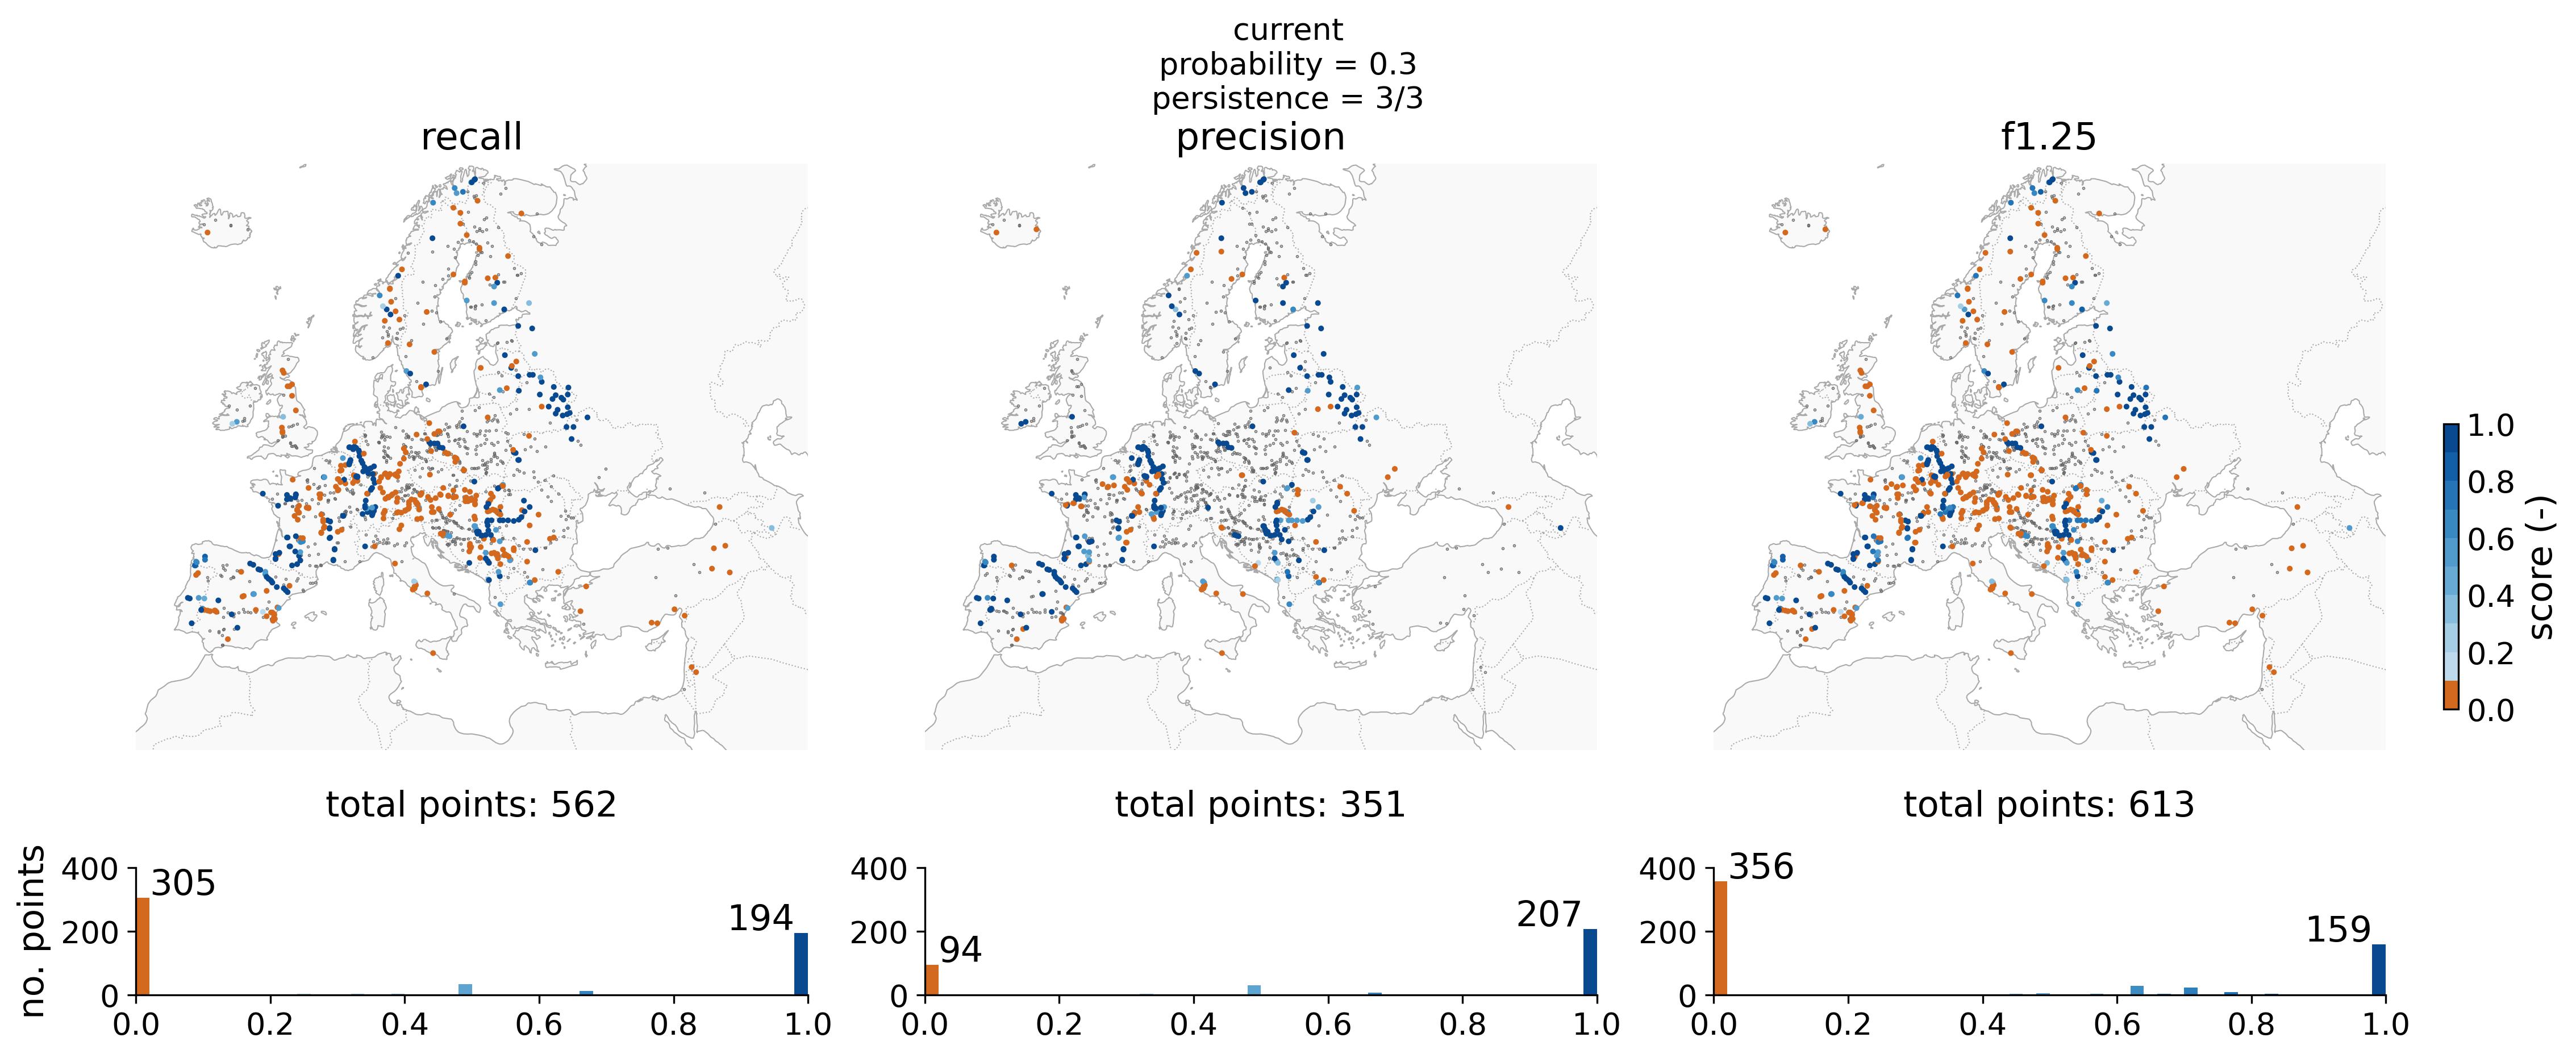 current
probability = 0.3
persistence = 3/3
recall
precision
f1.25
1.0
0.8
0.6
0.4
0.2
0.0
score (-)
total points: 562
total points: 351
total points: 613
no. points
400
200
0
305
194
0.0 0.2 0.4 0.6 0.8 1.0
400
200
0
94
207
0.0 0.2 0.4 0.6 0.8 1.0
400
200
0
356
159
0.0 0.2 0.4 0.6 0.8 1.0